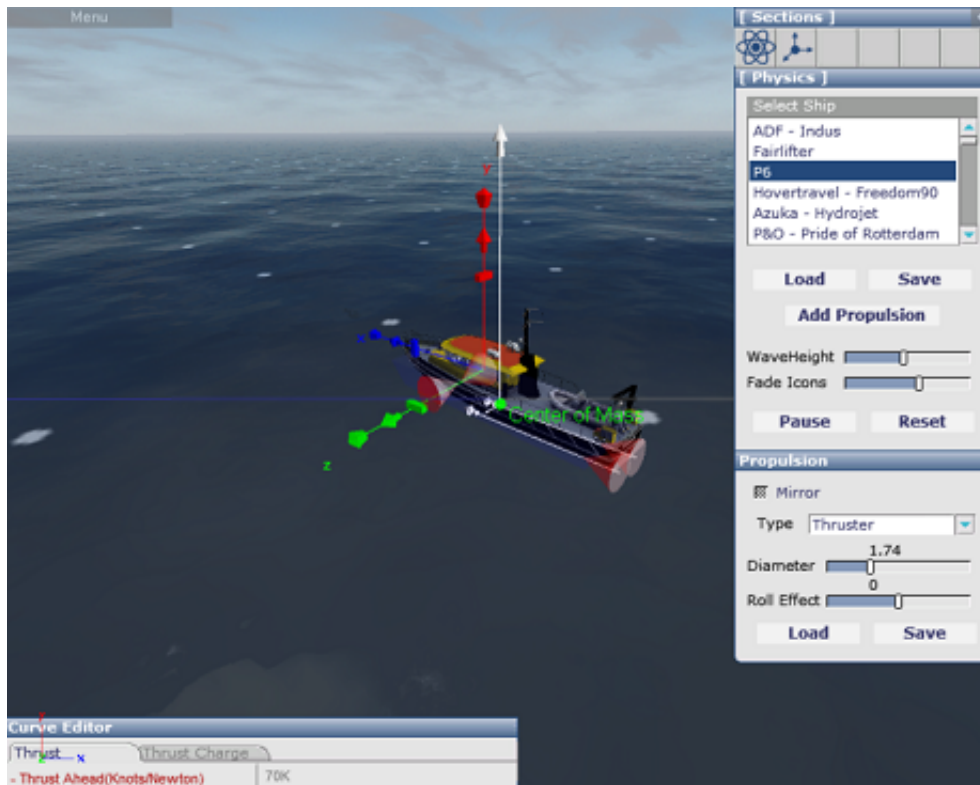 Menu
[ Sections ]
[ Physics ]
Select Ship
ADF - Indus
Fairlifter
P6
Hovertravel - Freedom90
Azuka - Hydrojet
P&O - Pride of Rotterdam
Load Save
Add Propulsion
WaveHeight
Fade Icons
Pause Reset
Propulsion
Mirror
Type Thruster
1.74
Diameter
0
Roll Effect
Load Save
Y
x
Center of Mass
z
Curve Editor
Thrust Thrust Charge
x
- Thrust Ahead(Knots/Newton) 70K